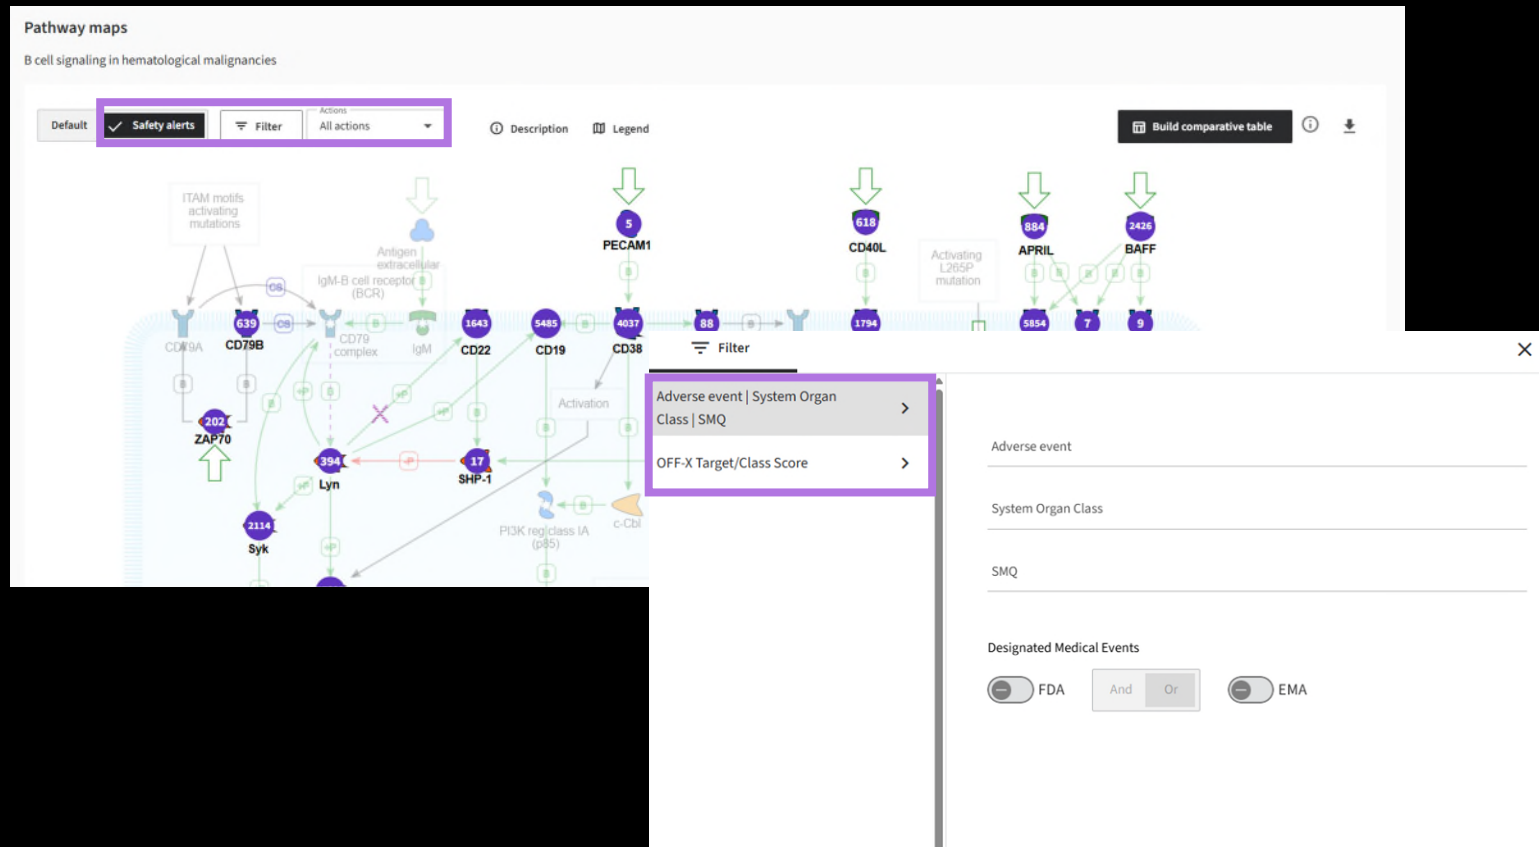 Pathway maps
B cell signaling in hematological malignancies
Default
Safety alerts
Filter
Actions
All actions
Description
Legend
Build comparative table
ITAM motifs
activating
mutations
Antigen
extracellular
IgM-B cell receptor
(BCR)
5
PECAM1
618
CD40L
884
APRIL
2426
BAFF
Activating
L265P
mutation
B
B
B
B
B
B
B
B
CS
CD79A
639
CD79B
CS
CD79
complex
B
IgM
1643
CD22
5485
CD19
B
4037
CD38
88
B
1794
5854
7
9
B
B
B
+P
B
+P
+P
B
Activation
B
B
202
ZAP70
394
Lyn
-P
17
SHP-1
+P
2114
Syk
+P
PI3K reg class IA
(p85)
B
c-Cbl
B
Filter
Adverse event | System Organ
Class | SMQ
OFF-X Target/Class Score
Adverse event
System Organ Class
SMQ
Designated Medical Events
FDA
And
Or
EMA